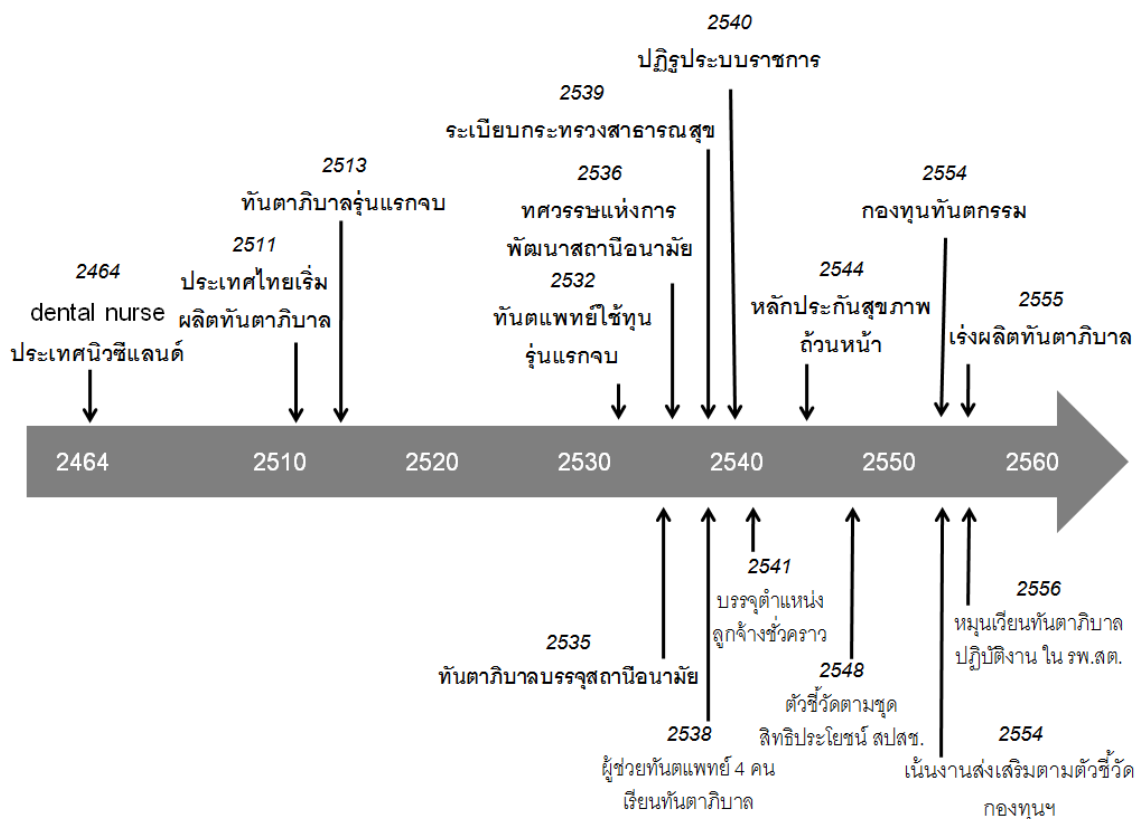 2540
ปฏิรูประบบราชการ
2539
ระเบียบกระทรวงสาธารณสุข
2513
ทันตาภิบาลรุ่นแรกจบ
2536
ทศวรรษแห่งการ
พัฒนาสถานีอนามัย
2554
กองทุนทันตกรรม
2511
ประเทศไทยเริ่ม
ผลิตทันตาภิบาล
2464
dental nurse
ประเทศนิวซีแลนด์
2532
ทันตแพทย์ใช้ทุน
รุ่นแรกจบ
2544
หลักประกันสุขภาพ
ถ้วนหน้า
2555
เร่งผลิตทันตาภิบาล
2464 2510 2520 2530 2540 2550 2560
2541
บรรจุตำแหน่ง
ลูกจ้างชั่วคราว
2556
หมุนเวียนทันตาภิบาล
ปฏิบัติงาน ใน รพ.สต.
2535
ทันตาภิบาลบรรจุสถานีอนามัย
2548
ตัวชี้วัดตามชุด
สิทธิประโยชน์ สปสช.
2538
ผู้ช่วยทันตแพทย์ 4 คน
เรียนทันตาภิบาล
2554
เน้นงานส่งเสริมตามตัวชี้วัด
กองทุนฯ